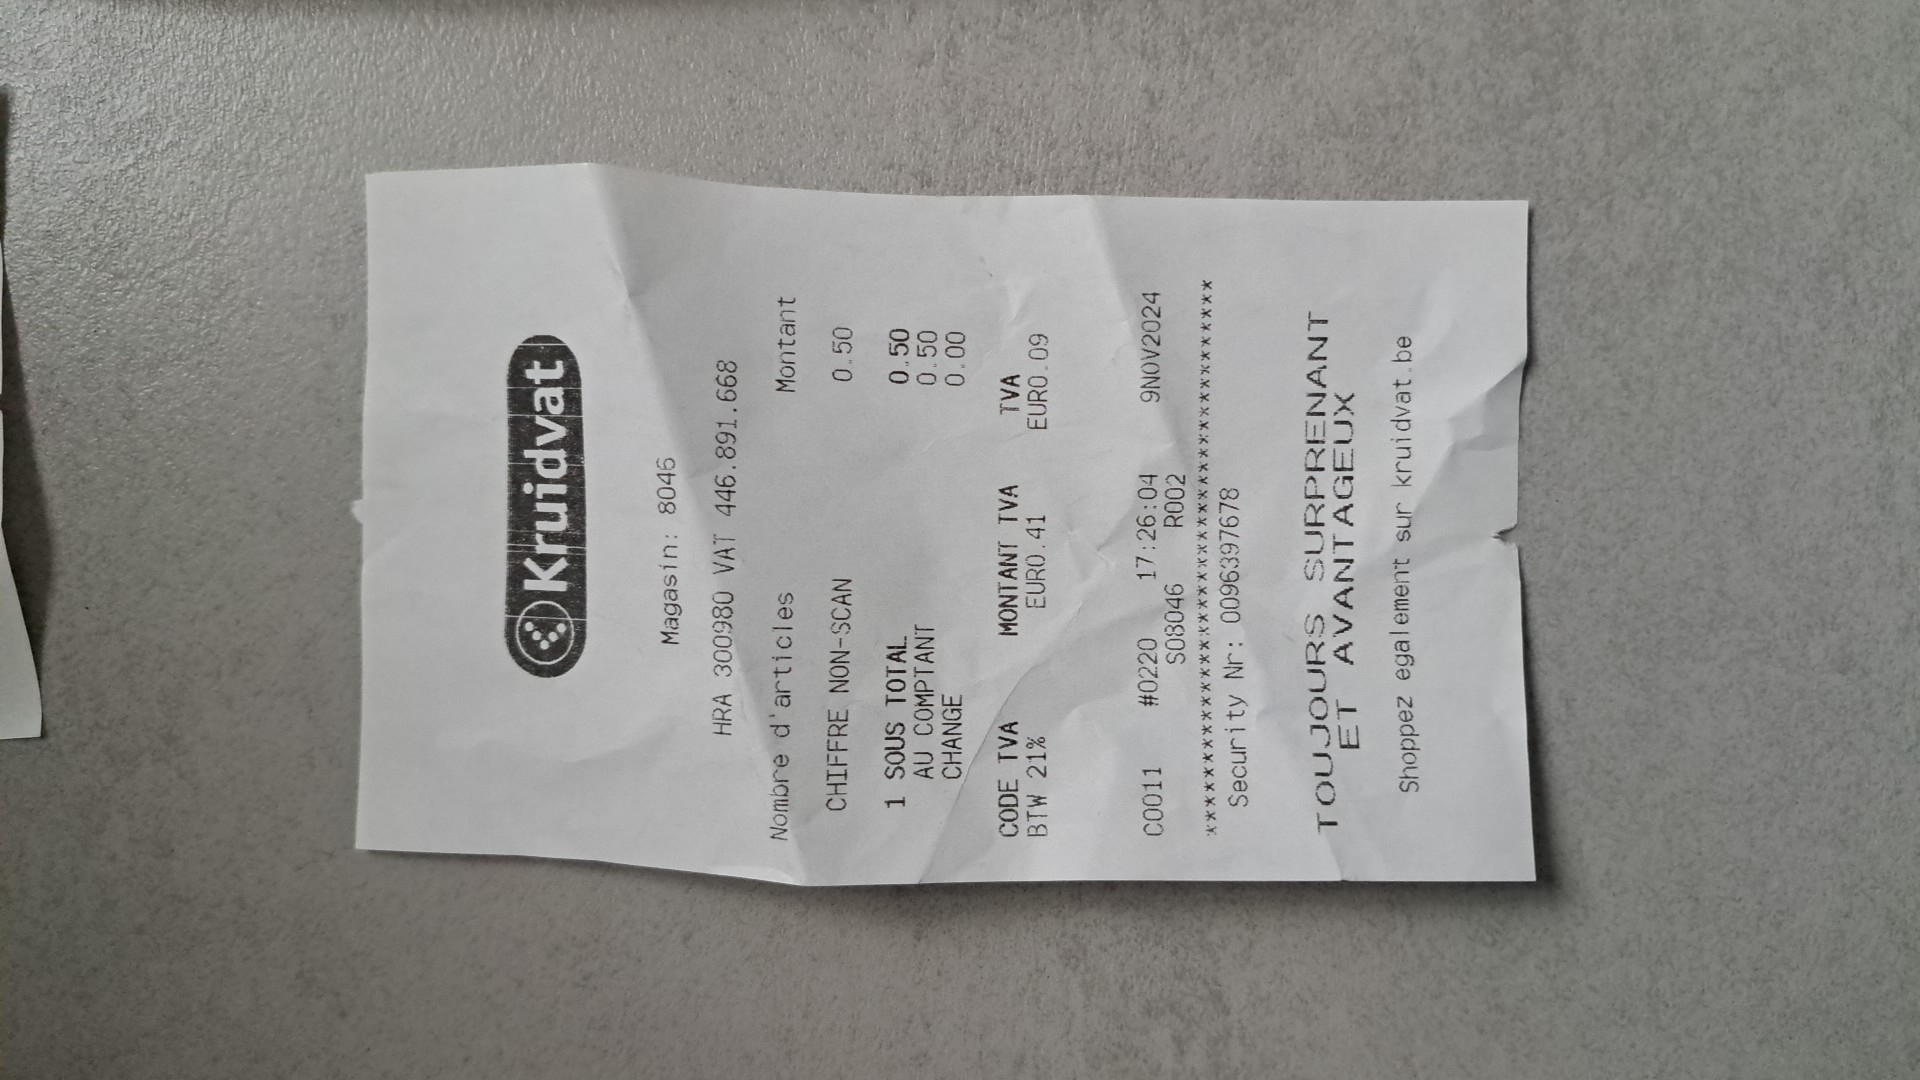 Kruidvat
Magasin: 8046
HRA 300980 VAT 446.891.668
Nombre d'articles Montant
CHIFFRE NON-SCAN 0.50
1 SOUS TOTAL 0.50
AU COMPTANT 0.50
CHANGE 0.00
CODE TVA MONTANT TVA TVA
BTW 21% EURO.41 EURO.09
C0011 #0220 17:26:04 9NOV2024
S08046 R002
****************************************
Security Nr: 00963397678
TOUJOURS SURPRENANT
ET AVANTAGEUX
Shoppez egalement sur kruidvat.be